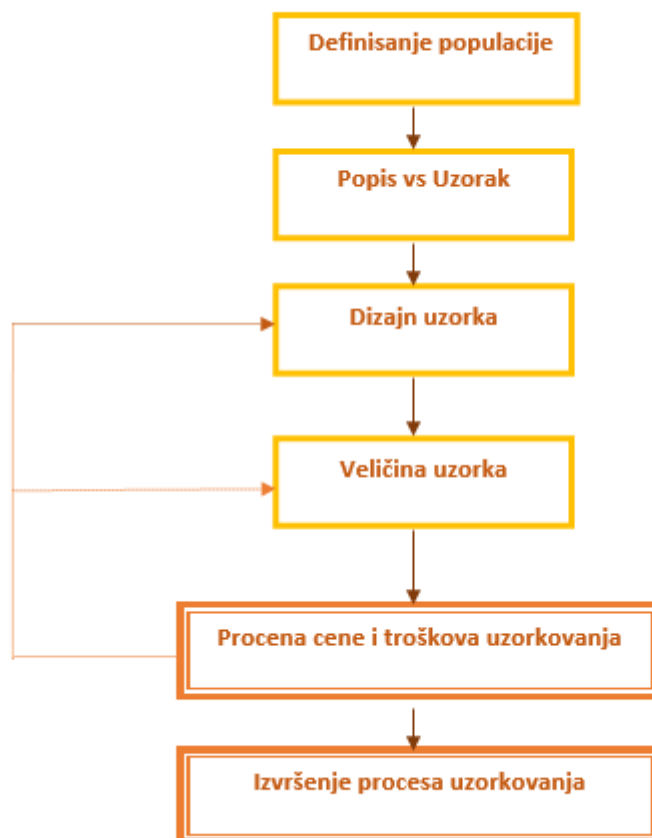 Definisanje populacije
Popis vs Uzorak
Dizajn uzorka
Veličina uzorka
Procena cene i troškova uzorkovanja
Izvršenje procesa uzorkovanja